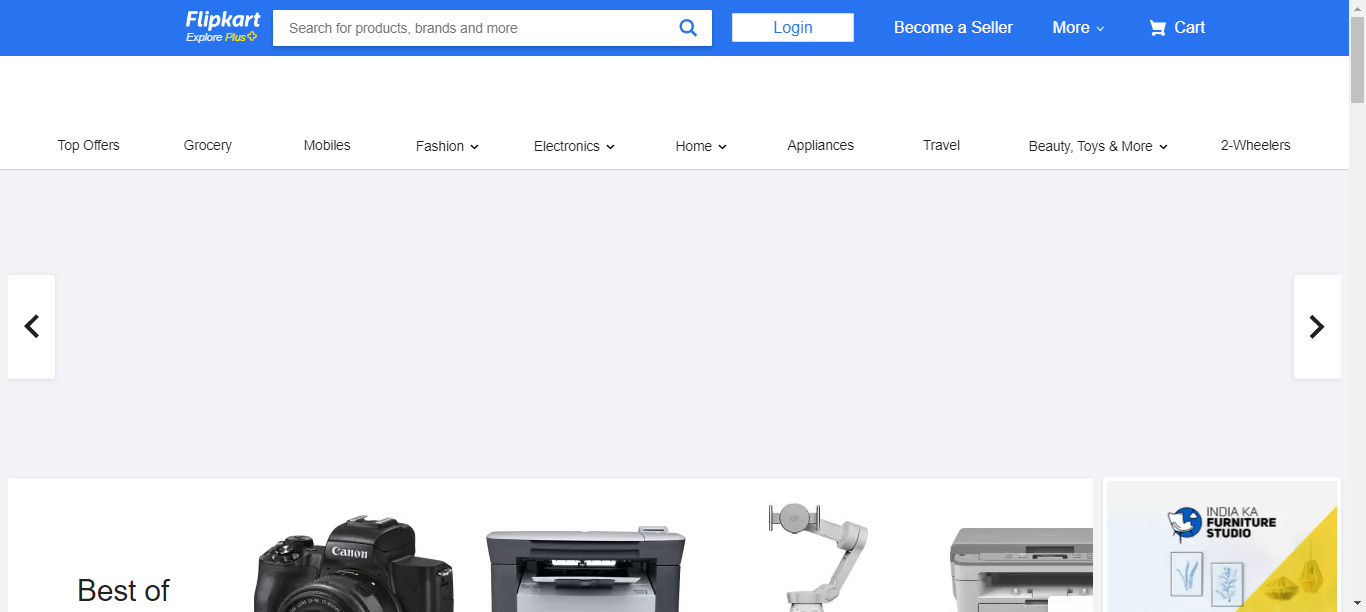 Flipkart
Explore Plus
Search for products, brands and more
Login
Become a Seller
More
Cart
Top Offers
Grocery
Mobiles
Fashion
Electronics
Home
Appliances
Travel
Beauty, Toys & More
2-Wheelers
Best of
Canon
INDIA KA
FURNITURE
STUDIO